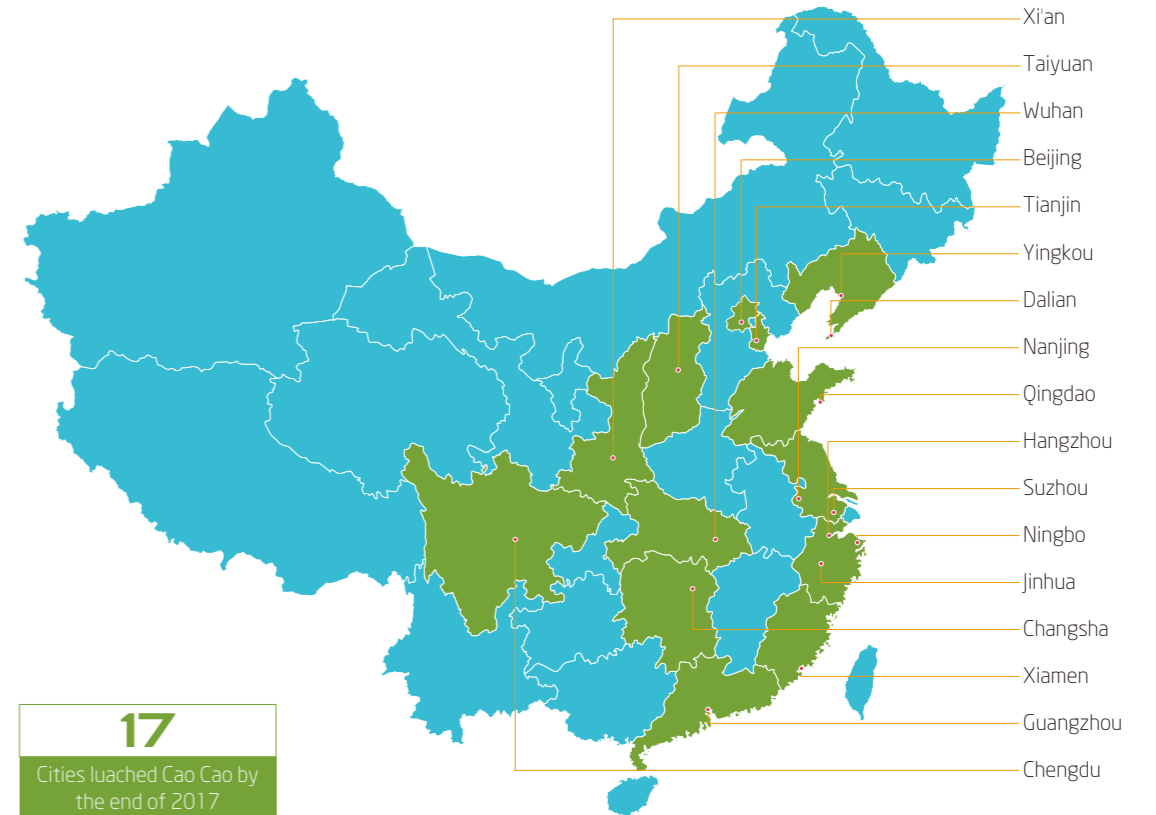 Xi'an
Taiyuan
Wuhan
Beijing
Tianjin
Yingkou
Dalian
Nanjing
Qingdao
Hangzhou
Suzhou
Ningbo
Jinhua
Changsha
Xiamen
Guangzhou
Chengdu
17
Cities luached Cao Cao by
the end of 2017